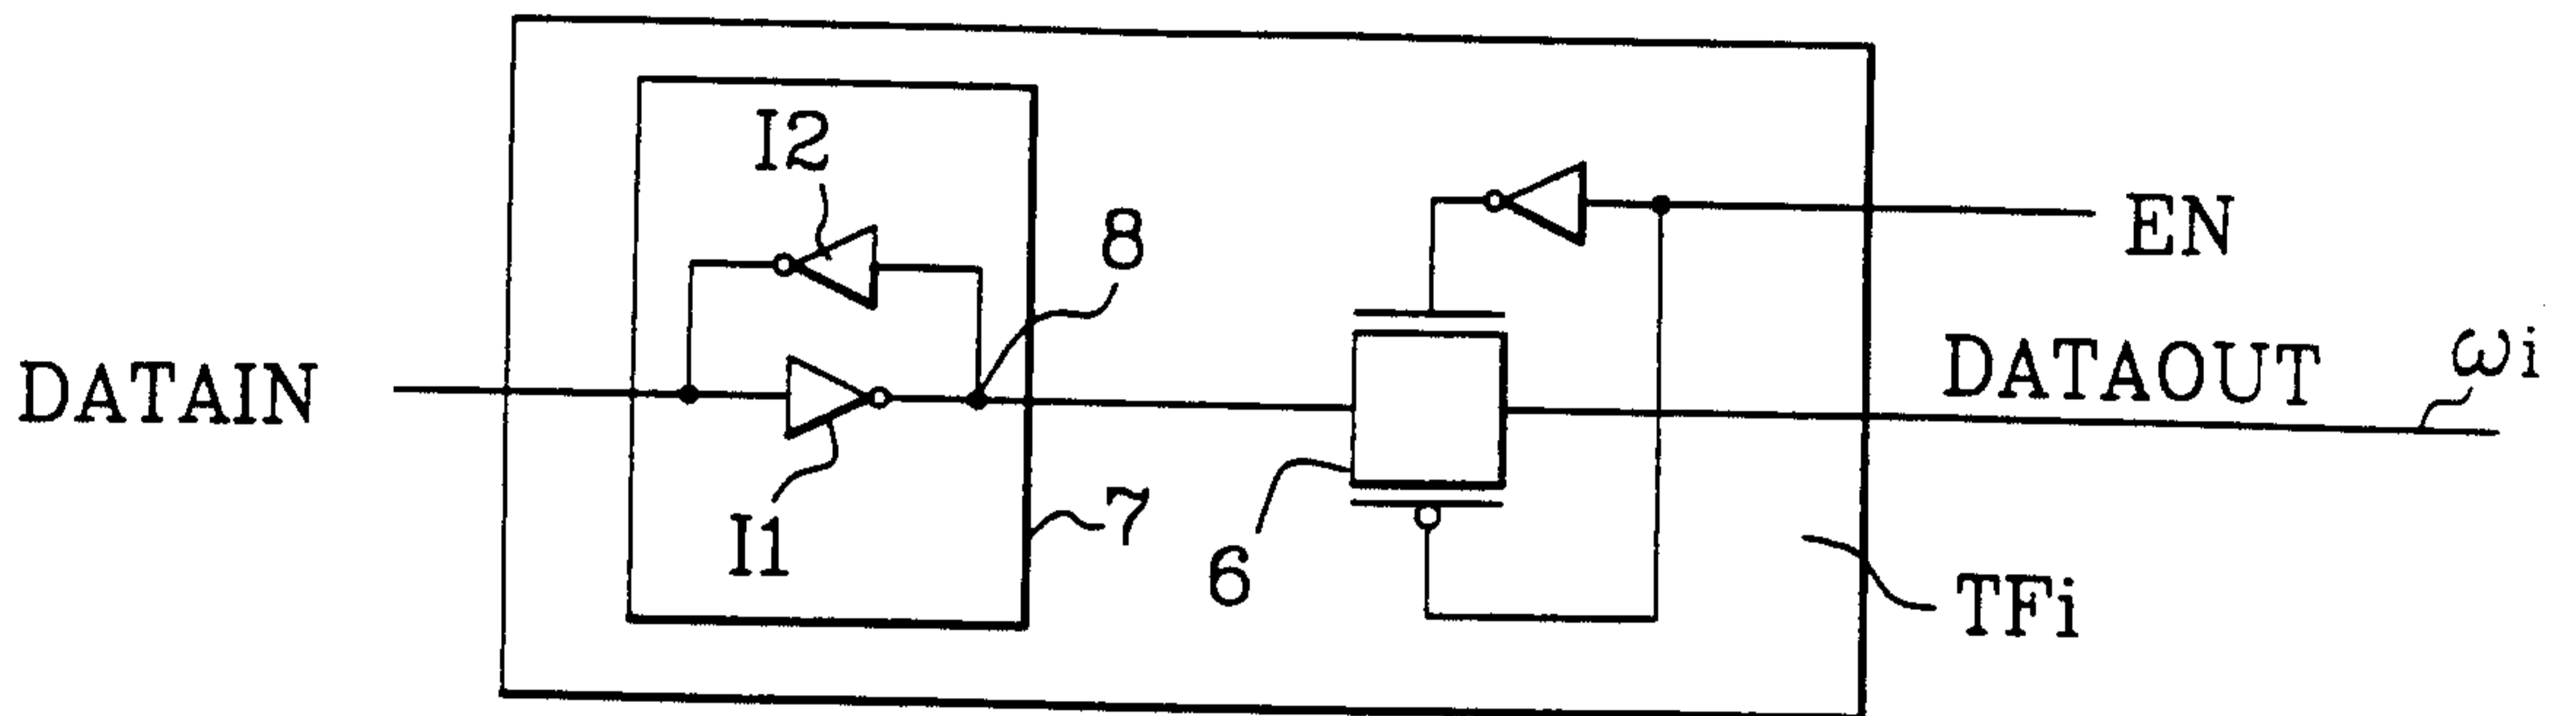 I2
8
EN
DATAIN
DATAOUT
ωi
I1
7
6
TFi